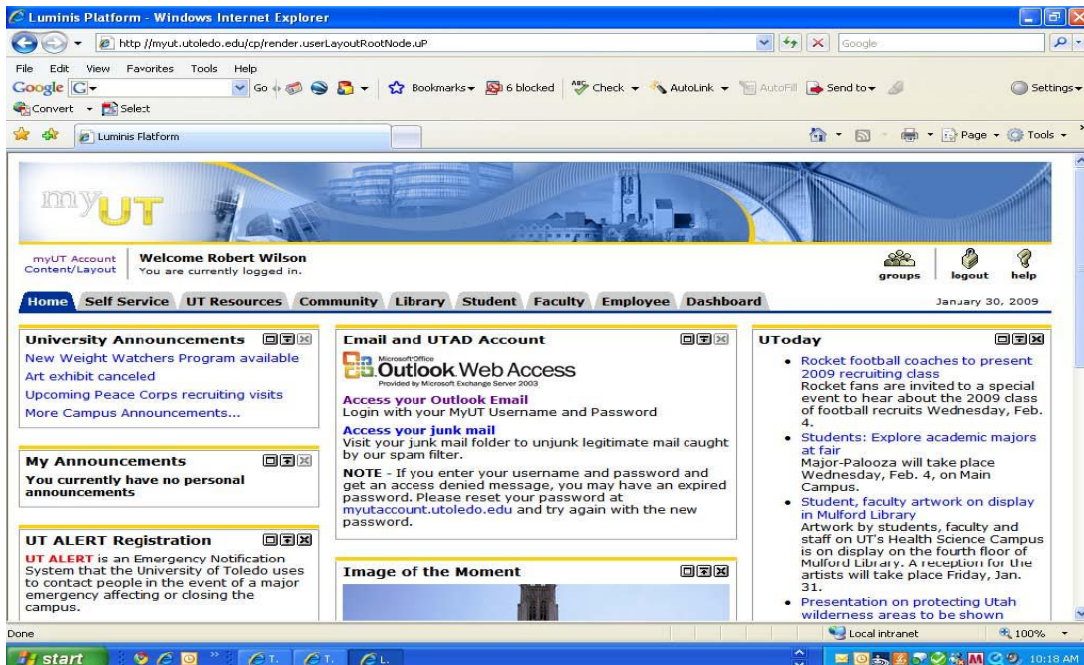 Luminis Platform - Windows Internet Explorer
http://myut.utoledo.edu/cp/render.userLayoutRootNode.uP
Google
File Edit View Favorites Tools Help
Google G Go Bookmarks 6 blocked Check AutoLink AutoFill Send to Settings
Convert Select
Luminis Flatform
Page Tools
myUT
myUT Account
Content/Layout
Welcome Robert Wilson
You are currently logged in.
groups logout help
Home Self Service UT Resources Community Library Student Faculty Employee Dashboard
January 30, 2009
University Announcements
New Weight Watchers Program available
Art exhibit canceled
Upcoming Peace Corps recruiting visits
More Campus Announcements...
My Announcements
You currently have no personal
announcements
UT ALERT Registration
UT ALERT is an Emergency Notification
System that the University of Toledo uses
to contact people in the event of a major
emergency affecting or closing the
campus.
Email and UTAD Account
Microsoft Office
Outlook Web Access
Provided by Microsoft Exchange Server 2003
Access your Outlook Email
Login with your MyUT Username and Password
Access your junk mail
Visit your junk mail folder to unjunk legitimate mail caught
by our spam filter.
NOTE - If you enter your username and password and
get an access denied message, you may have an expired
password. Please reset your password at
myutaccount.utoledo.edu and try again with the new
password.
Image of the Moment
UToday
Rocket football coaches to present
2009 recruiting class
Rocket fans are invited to a special
event to hear about the 2009 class
of football recruits Wednesday, Feb.
4.
Students: Explore academic majors
at fair
Major-Palooza will take place
Wednesday, Feb. 4, on Main
Campus.
Student, faculty artwork on display
in Mulford Library
Artwork by students, faculty and
staff on UT's Health Science Campus
is on display on the fourth floor of
Mulford Library. A reception for the
artists will take place Friday, Jan.
31.
Presentation on protecting Utah
wilderness areas to be shown
Done
Local intranet
100%
start
T.
T.
L.
10:18 AM